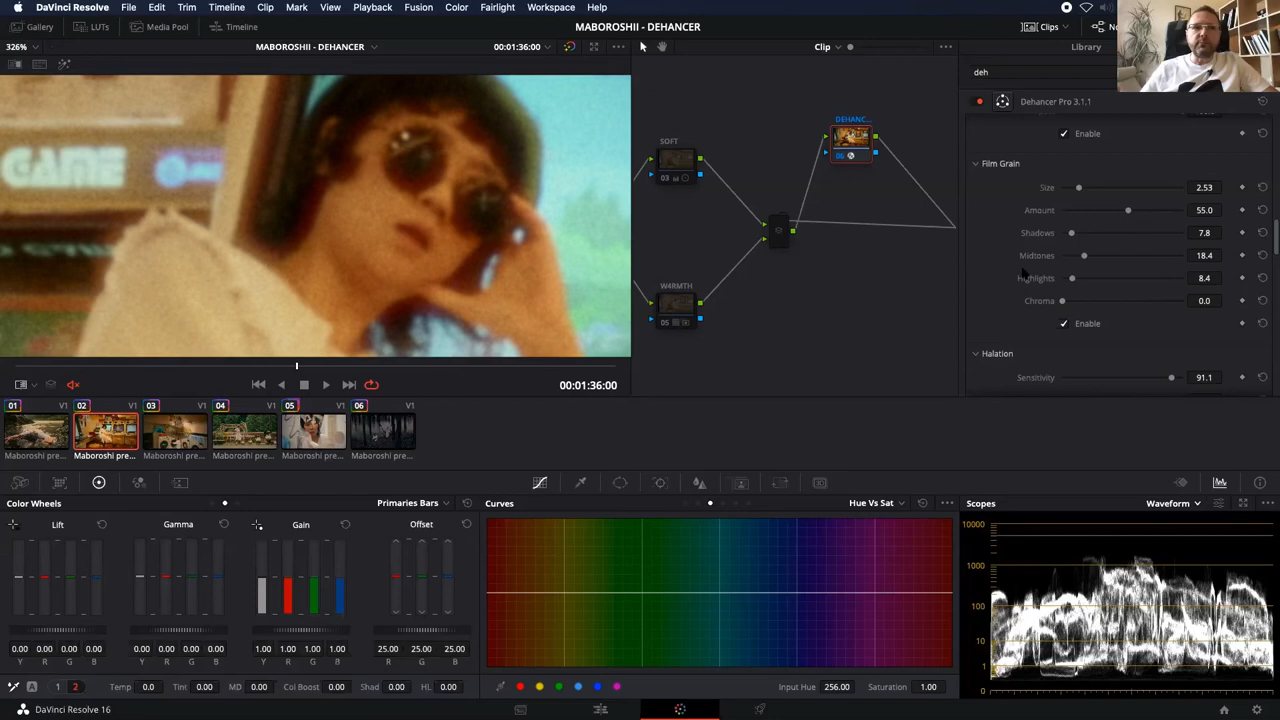 DaVinci Resolve File Edit Trim Timeline Clip Mark View Playback Fusion Color Fairlight Workspace Help
Gallery LUTs Media Pool Timeline MABOROSHII - DEHANCER Clips
326% MABOROSHII - DEHANCER 00:01:36:00 Clip Library
deh
Dehancer Pro 3.1.1
Enable
Film Grain
Size 2.53
Amount 55.0
Shadows 7.8
Midtones 18.4
Highlights 8.4
Chroma 0.0
Enable
Halation
Sensitivity 91.1
GAME
DEHANC...
06
SOFT
03
W4RMTH
05
00:01:36:00
01 V1 02 V1 03 V1 04 V1 05 V1 06 V1
Maboroshi pre... Maboroshi pre... Maboroshi pre... Maboroshi pre... Maboroshi pre... Maboroshi pre...
Color Wheels Primaries Bars Curves Hue Vs Sat Scopes Waveform
Lift Gamma Gain Offset
10000
1000
100
10
1
0
0.00 0.00 0.00 0.00 0.00 0.00 0.00 0.00 1.00 1.00 1.00 1.00 25.00 25.00 25.00
Y R G B Y R G B Y R G B R G B
A 1 2 Temp 0.0 Tint 0.00 MD 0.00 Col Boost 0.00 Shad 0.00 HL 0.00 Input Hue 256.00 Saturation 1.00
DaVinci Resolve 16